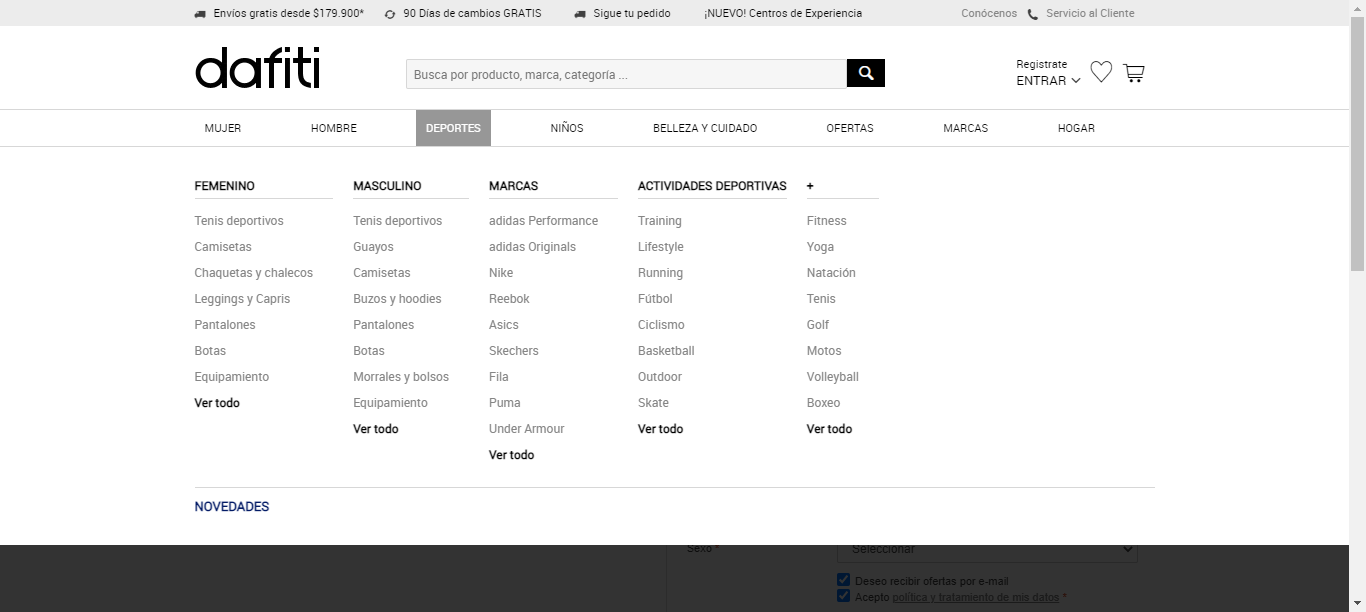 Envíos gratis desde $179.900*
90 Días de cambios GRATIS
Sigue tu pedido
¡NUEVO! Centros de Experiencia
Conócenos
Servicio al Cliente
dafiti
Busca por producto, marca, categoría ...
Registrate
ENTRAR
MUJER
HOMBRE
DEPORTES
NIÑOS
BELLEZA Y CUIDADO
OFERTAS
MARCAS
HOGAR
FEMENINO
Tenis deportivos
Camisetas
Chaquetas y chalecos
Leggings y Capris
Pantalones
Botas
Equipamiento
Ver todo
MASCULINO
Tenis deportivos
Guayos
Camisetas
Buzos y hoodies
Pantalones
Botas
Morrales y bolsos
Equipamiento
Ver todo
MARCAS
adidas Performance
adidas Originals
Nike
Reebok
Asics
Skechers
Fila
Puma
Under Armour
Ver todo
ACTIVIDADES DEPORTIVAS
Training
Lifestyle
Running
Fútbol
Ciclismo
Basketball
Outdoor
Skate
Ver todo
+
Fitness
Yoga
Natación
Tenis
Golf
Motos
Volleyball
Boxeo
Ver todo
NOVEDADES
Sexo *
Seleccionar
Deseo recibir ofertas por e-mail
Acepto política y tratamiento de mis datos *